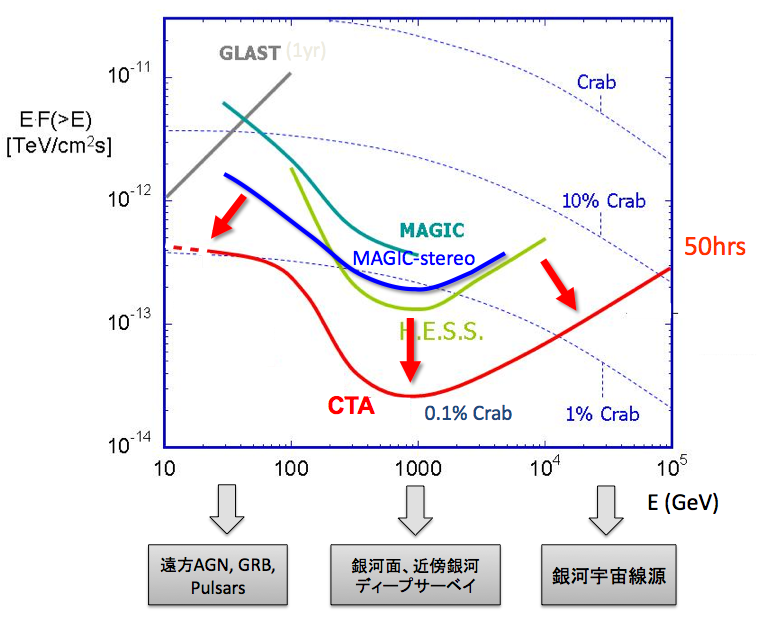 GLAST (1yr)
10⁻¹¹
Crab
E·F(>E)
[TeV/cm²s]
10⁻¹²
10% Crab
MAGIC
MAGIC-stereo
50hrs
10⁻¹³
H.E.S.S.
CTA
0.1% Crab
1% Crab
10⁻¹⁴
10 100 1000 10⁴ 10⁵
E (GeV)
遠方AGN, GRB,
Pulsars
銀河面、近傍銀河
ディープサーベイ
銀河宇宙線源